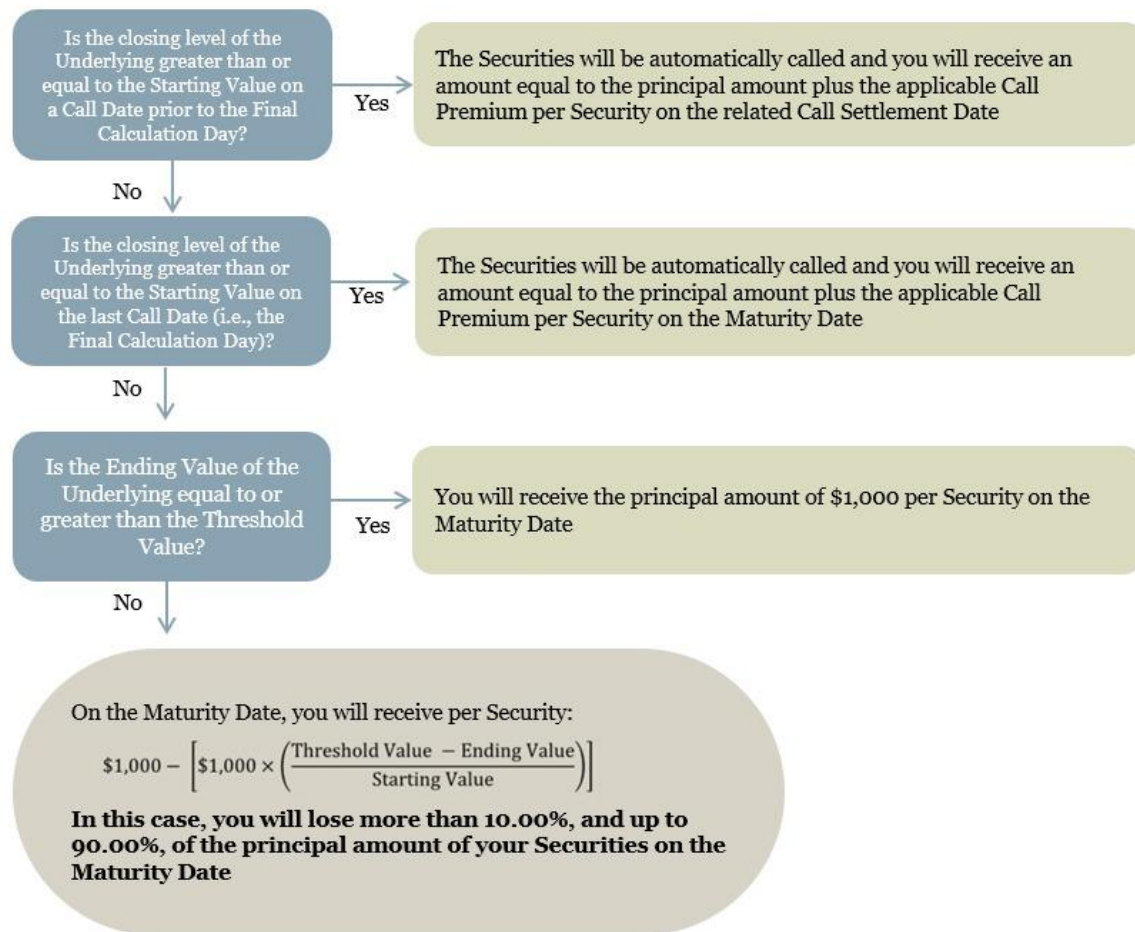 Is the closing level of the
Underlying greater than or
equal to the Starting Value on
a Call Date prior to the Final
Calculation Day?
Yes
The Securities will be automatically called and you will receive an
amount equal to the principal amount plus the applicable Call
Premium per Security on the related Call Settlement Date
No
Is the closing level of the
Underlying greater than or
equal to the Starting Value on
the last Call Date (i.e., the
Final Calculation Day)?
Yes
The Securities will be automatically called and you will receive an
amount equal to the principal amount plus the applicable Call
Premium per Security on the Maturity Date
No
Is the Ending Value of the
Underlying equal to or
greater than the Threshold
Value?
Yes
You will receive the principal amount of $1,000 per Security on the
Maturity Date
No
On the Maturity Date, you will receive per Security:
$1,000 − [$1,000 × (Threshold Value − Ending Value / Starting Value)]
In this case, you will lose more than 10.00%, and up to
90.00%, of the principal amount of your Securities on the
Maturity Date